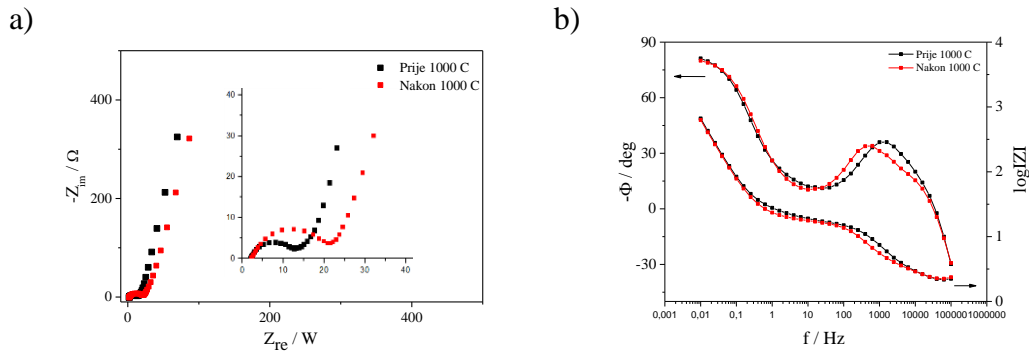 a)
-Z_im / Ω
400
200
0
Prije 1000 C
Nakon 1000 C
40
30
20
10
0
0 10 20 30 40
0 200 400
Z_re / W
b)
-Φ / deg
90
60
30
0
-30
Prije 1000 C
Nakon 1000 C
4
3
2
1
0
logIZI
0,001 0,01 0,1 1 10 100 1000 10000 100000 1000000
f / Hz